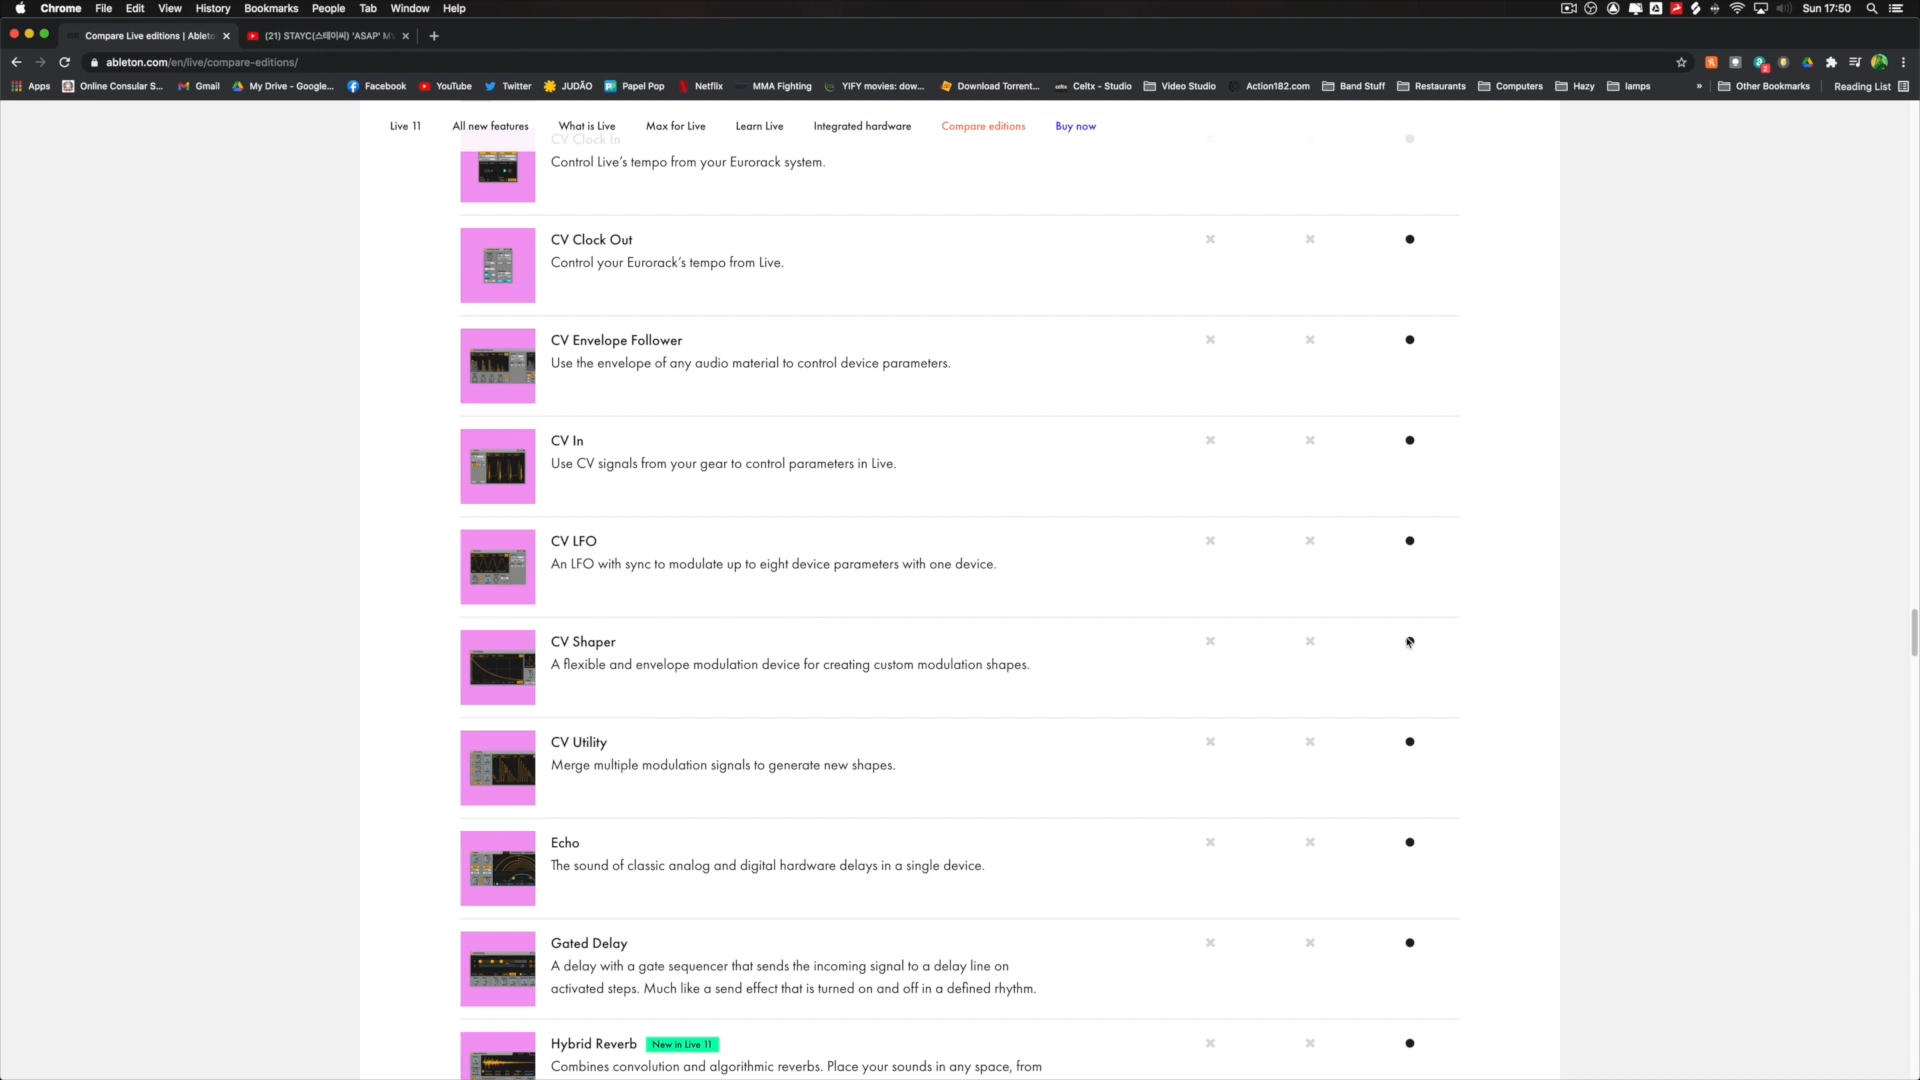 Chrome File Edit View History Bookmarks People Tab Window Help Sun 17:50
Compare Live editions | Ableto (21) STAYC(스테이씨) 'ASAP' M
ableton.com/en/live/compare-editions/
Apps Online Consular S... Gmail My Drive - Google... Facebook YouTube Twitter JUDÃO Papel Pop Netflix MMA Fighting YIFY movies: dow... Download Torrent... Celtx - Studio Video Studio Action182.com Band Stuff Restaurants Computers Hazy lamps » Other Bookmarks Reading List
Live 11 All new features What is Live Max for Live Learn Live Integrated hardware Compare editions Buy now
CV Clock In
Control Live's tempo from your Eurorack system.
CV Clock Out
Control your Eurorack's tempo from Live.
CV Envelope Follower
Use the envelope of any audio material to control device parameters.
CV In
Use CV signals from your gear to control parameters in Live.
CV LFO
An LFO with sync to modulate up to eight device parameters with one device.
CV Shaper
A flexible and envelope modulation device for creating custom modulation shapes.
CV Utility
Merge multiple modulation signals to generate new shapes.
Echo
The sound of classic analog and digital hardware delays in a single device.
Gated Delay
A delay with a gate sequencer that sends the incoming signal to a delay line on
activated steps. Much like a send effect that is turned on and off in a defined rhythm.
Hybrid Reverb New in Live 11
Combines convolution and algorithmic reverbs. Place your sounds in any space, from